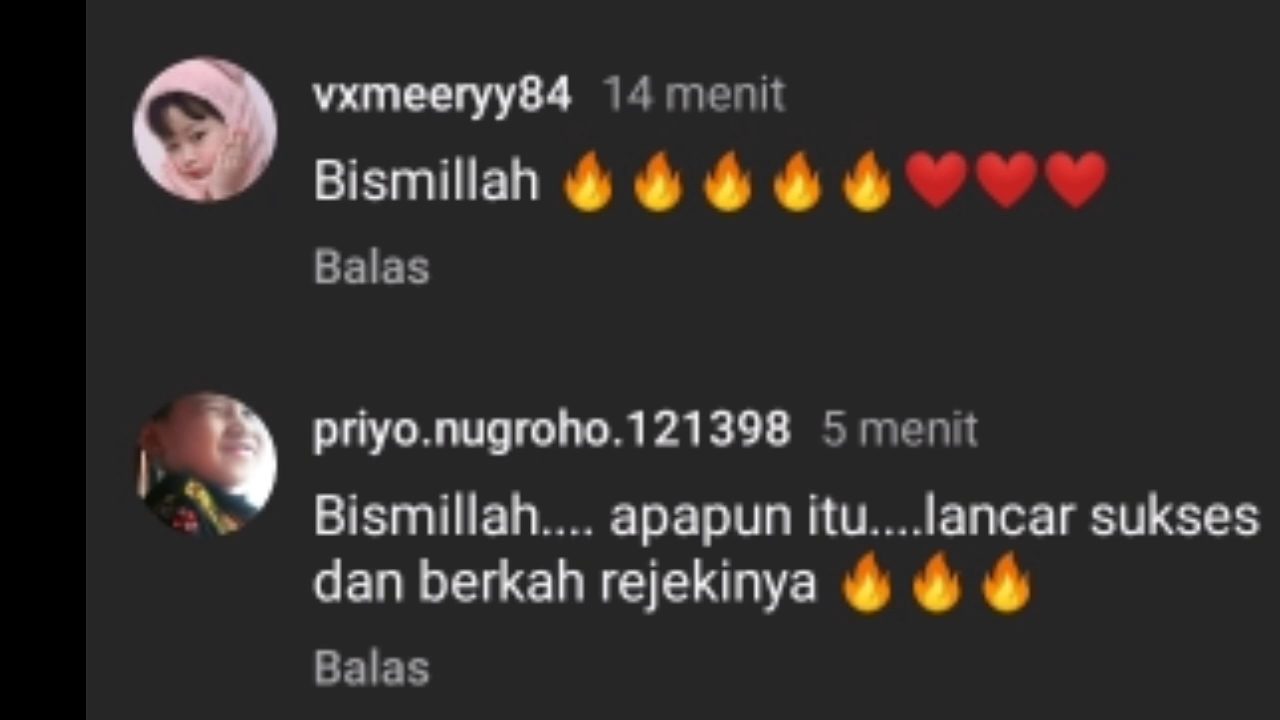 vxmeeryy84 14 menit
Bismillah 🔥🔥🔥🔥🔥❤️❤️❤️
Balas
priyo.nugroho.121398 5 menit
Bismillah.... apapun itu....lancar sukses
dan berkah rejekinya 🔥🔥🔥
Balas